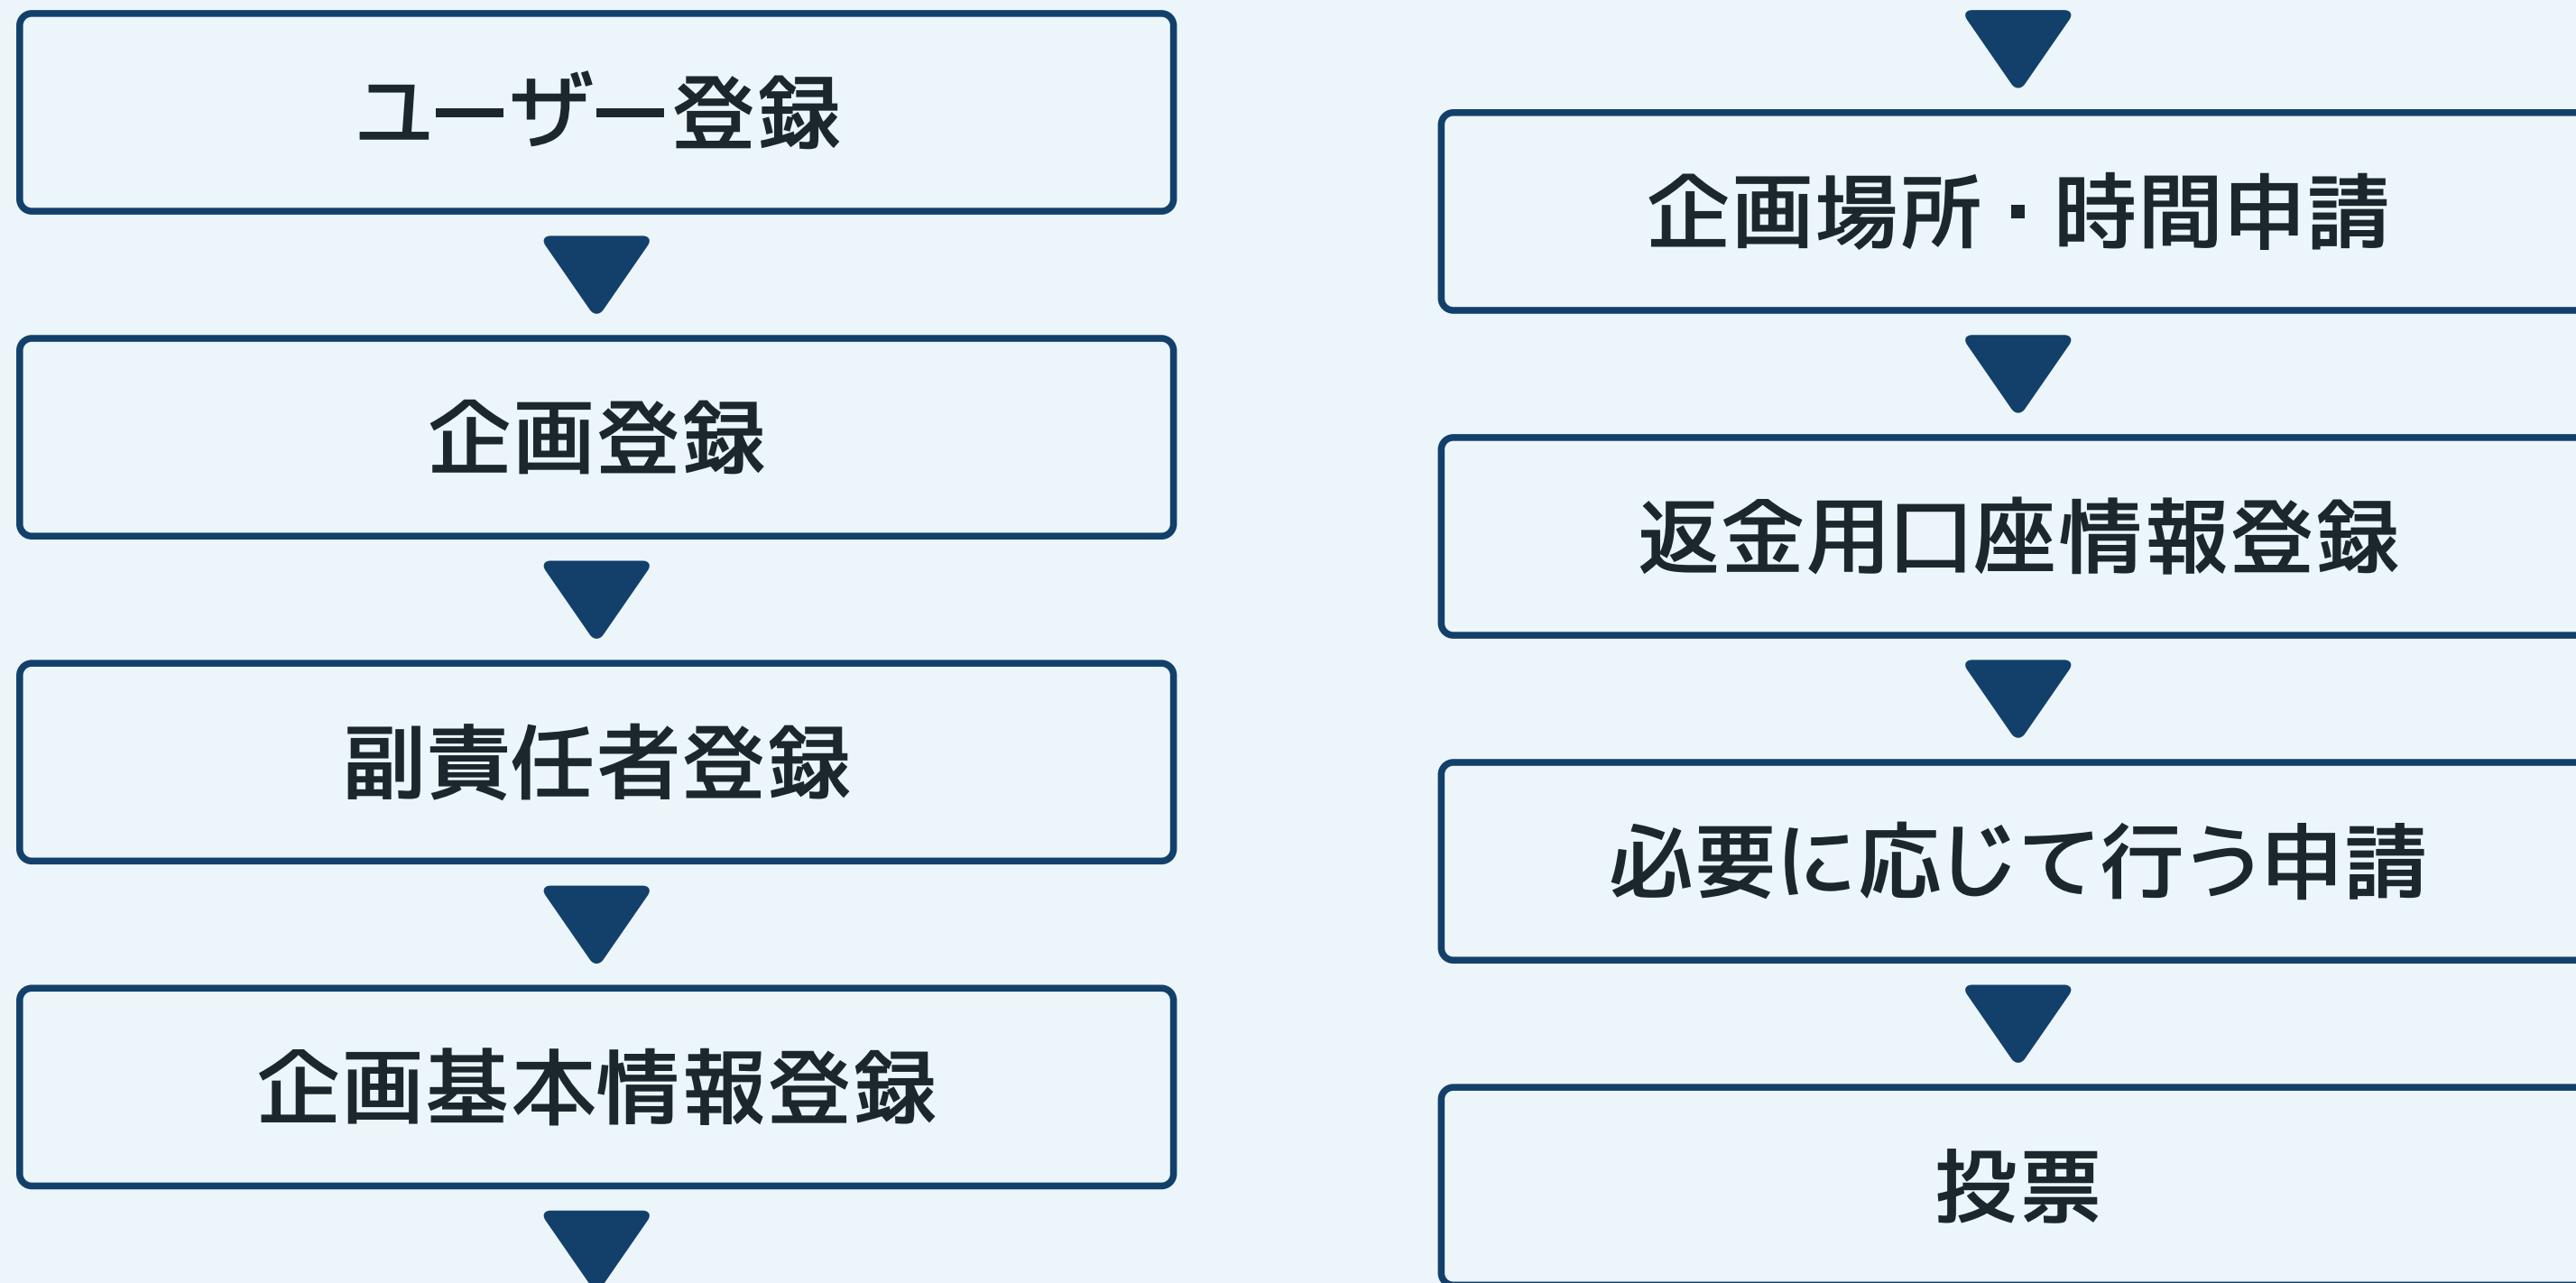 ユーザー登録
企画登録
副責任者登録
企画基本情報登録
企画場所・時間申請
返金用口座情報登録
必要に応じて行う申請
投票